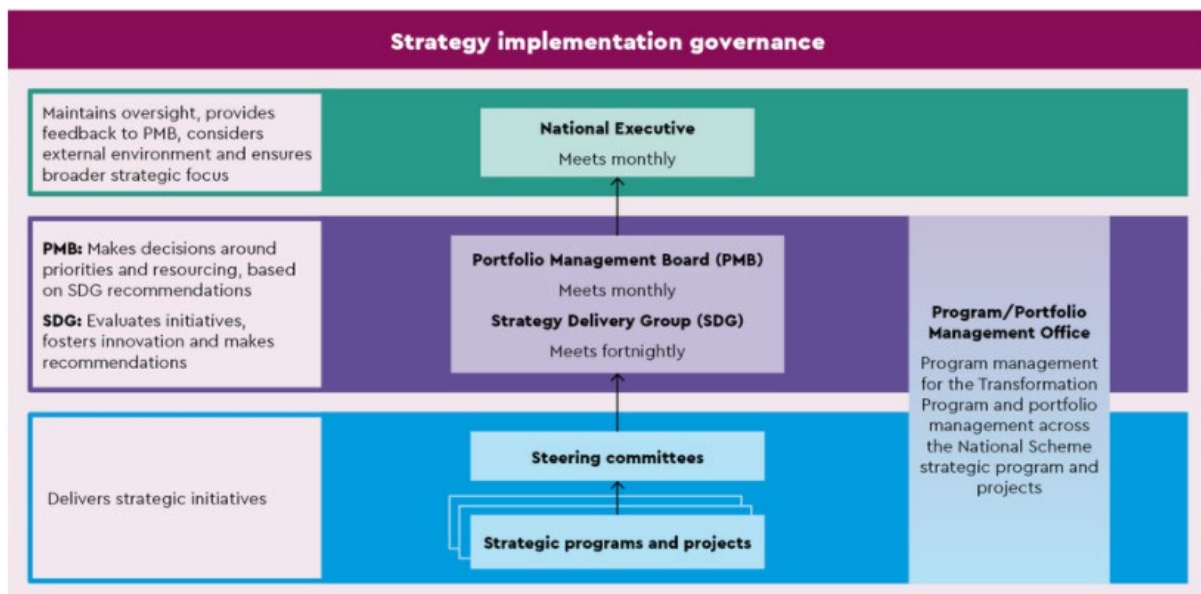 Strategy implementation governance
Maintains oversight, provides
feedback to PMB, considers
external environment and ensures
broader strategic focus
National Executive
Meets monthly
PMB: Makes decisions around
priorities and resourcing, based
on SDG recommendations
SDG: Evaluates initiatives,
fosters innovation and makes
recommendations
Portfolio Management Board (PMB)
Meets monthly
Strategy Delivery Group (SDG)
Meets fortnightly
Program/Portfolio
Management Office
Program management
for the Transformation
Program and portfolio
management across
the National Scheme
strategic program and
projects
Delivers strategic initiatives
Steering committees
Strategic programs and projects